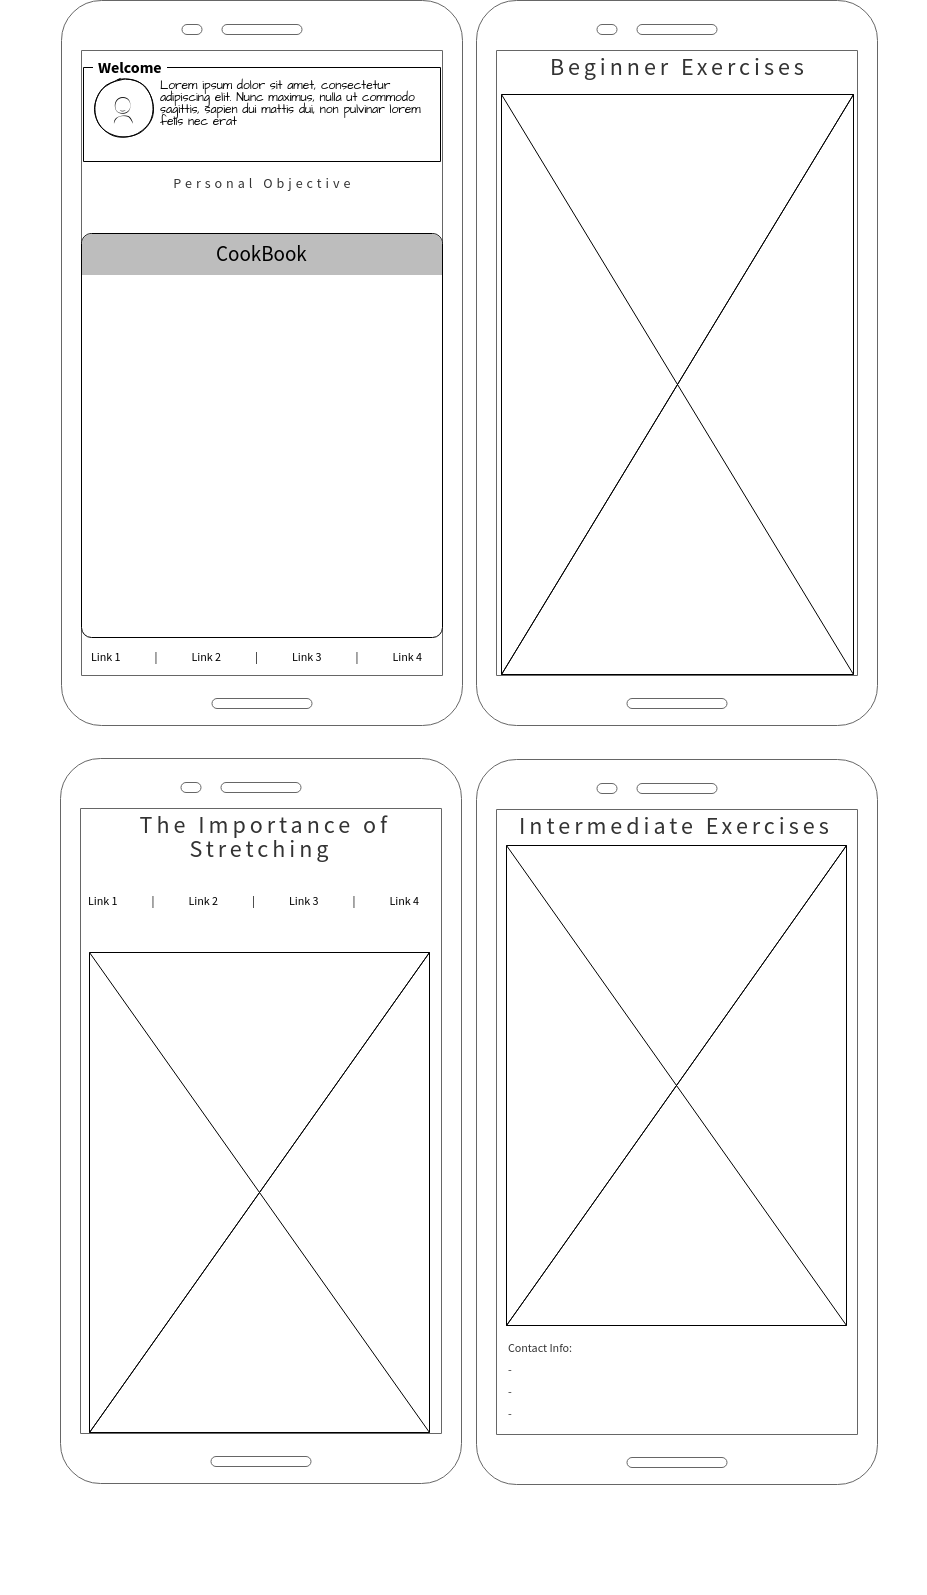 Welcome
Lorem ipsum dolor sit amet, consectetur
adipiscing elit. Nunc maximus, nulla ut commodo
sagittis, sapien dui mattis dui, non pulvinar lorem
felis nec erat
Personal Objective
CookBook
Link 1 | Link 2 | Link 3 | Link 4
Beginner Exercises
The Importance of
Stretching
Link 1 | Link 2 | Link 3 | Link 4
Intermediate Exercises
Contact Info:
-
-
-